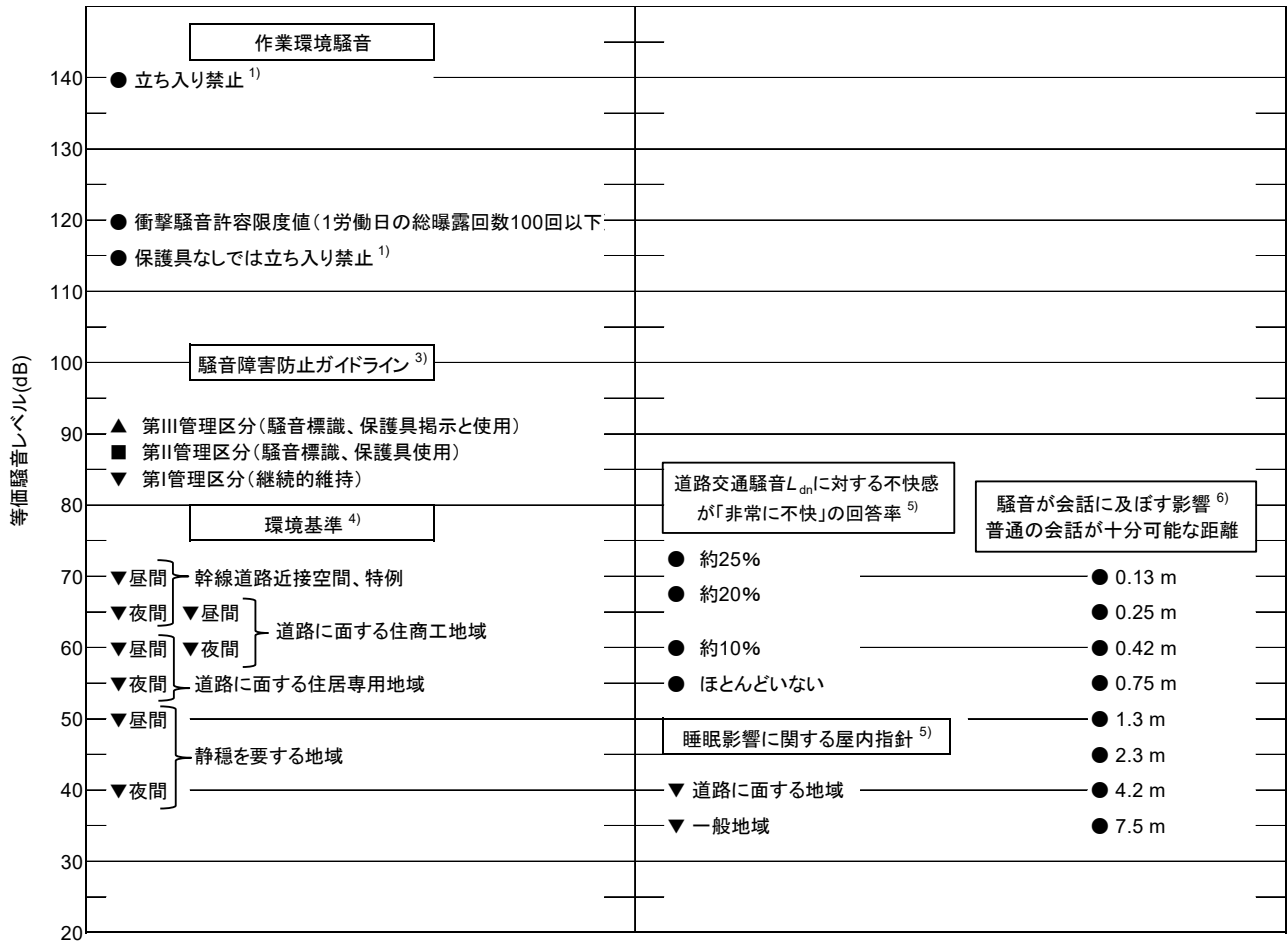 作業環境騒音
140
● 立ち入り禁止 1)
130
120
● 衝撃騒音許容限度値(1労働日の総曝露回数100回以下
● 保護具なしでは立ち入り禁止 1)
110
等価騒音レベル(dB)
100
騒音障害防止ガイドライン 3)
▲ 第III管理区分(騒音標識、保護具掲示と使用)
90
■ 第II管理区分(騒音標識、保護具使用)
▼ 第I管理区分(継続的維持)
80
環境基準 4)
70
▼昼間
幹線道路近接空間、特例
▼夜間
▼昼間
道路に面する住商工地域
60
▼昼間
▼夜間
▼夜間
道路に面する住居専用地域
50
▼昼間
静穏を要する地域
40
▼夜間
30
20
道路交通騒音Ldnに対する不快感
が「非常に不快」の回答率 5)
● 約25%
● 約20%
● 約10%
● ほとんどいない
睡眠影響に関する屋内指針 5)
▼ 道路に面する地域
▼ 一般地域
騒音が会話に及ぼす影響 6)
普通の会話が十分可能な距離
● 0.13 m
● 0.25 m
● 0.42 m
● 0.75 m
● 1.3 m
● 2.3 m
● 4.2 m
● 7.5 m